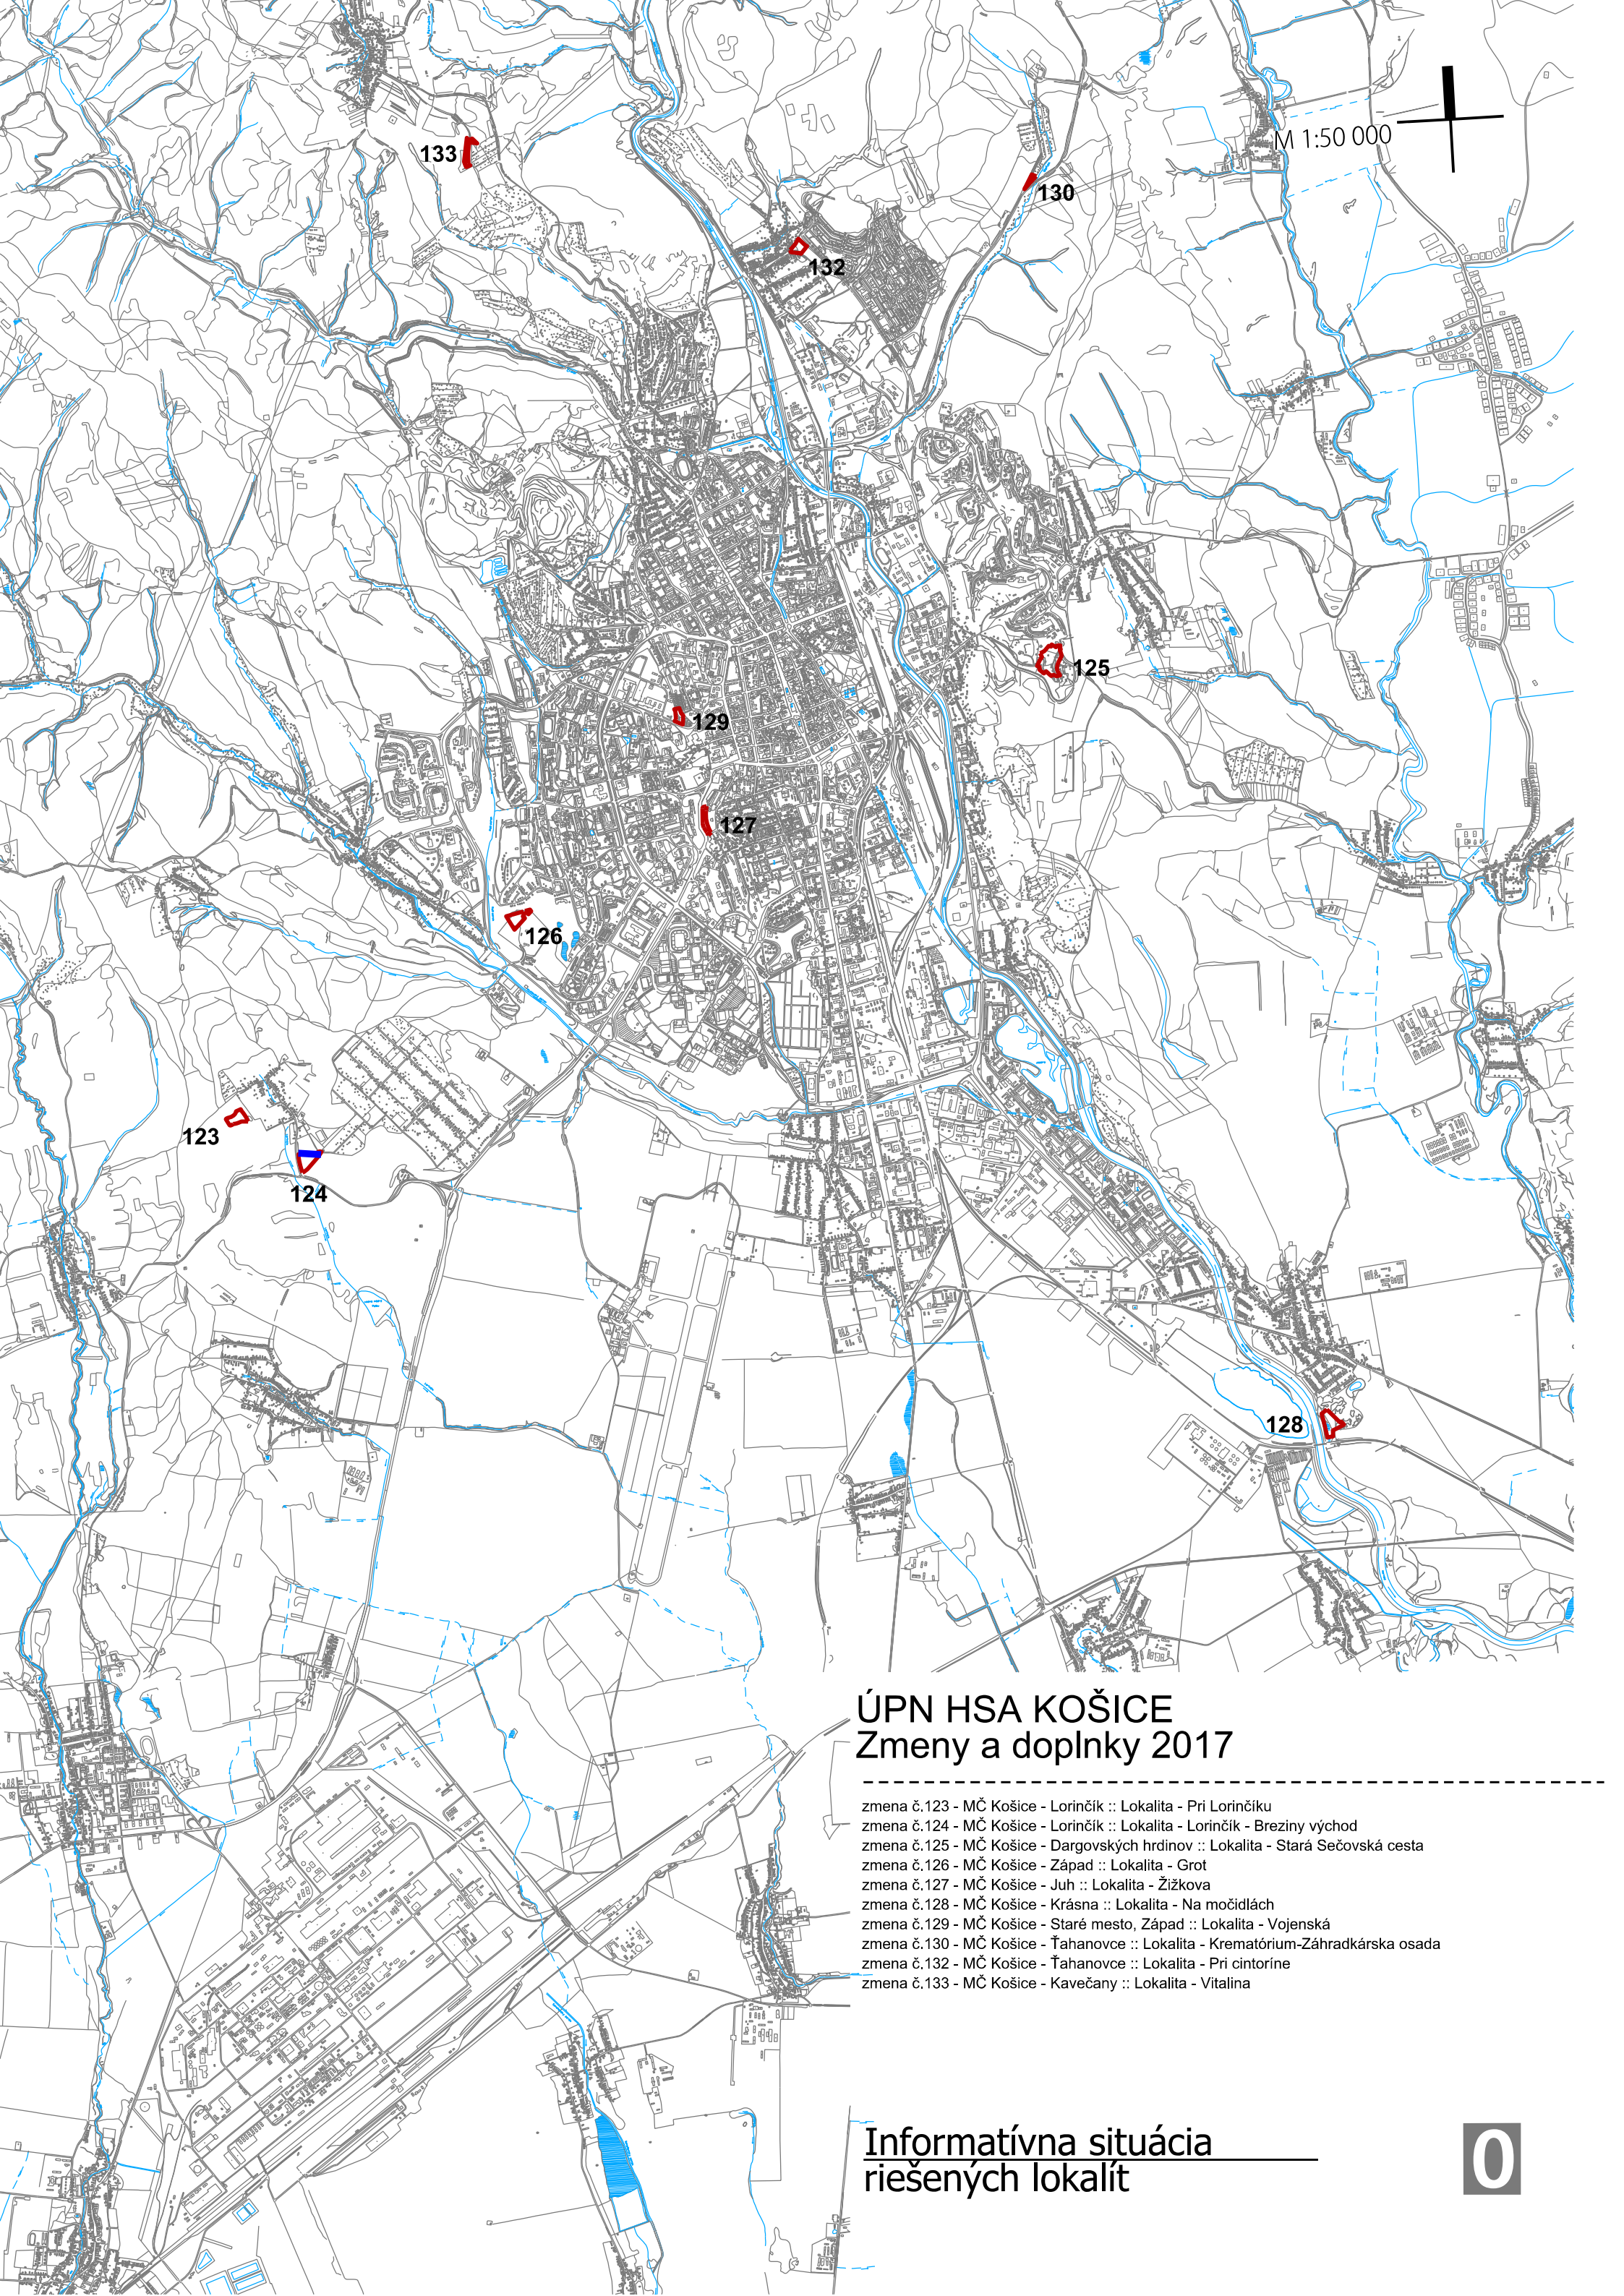 133
M 1:50 000
130
132
125
129
127
126
123
124
128
ÚPN HSA KOŠICE
Zmeny a doplnky 2017
zmena č.123 - MČ Košice - Lorinčík :: Lokalita - Pri Lorinčíku
zmena č.124 - MČ Košice - Lorinčík :: Lokalita - Lorinčík - Breziny východ
zmena č.125 - MČ Košice - Dargovských hrdinov :: Lokalita - Stará Sečovská cesta
zmena č.126 - MČ Košice - Západ :: Lokalita - Grot
zmena č.127 - MČ Košice - Juh :: Lokalita - Žižkova
zmena č.128 - MČ Košice - Krásna :: Lokalita - Na močidlách
zmena č.129 - MČ Košice - Staré mesto, Západ :: Lokalita - Vojenská
zmena č.130 - MČ Košice - Ťahanovce :: Lokalita - Krematórium-Záhradkárska osada
zmena č.132 - MČ Košice - Ťahanovce :: Lokalita - Pri cintoríne
zmena č.133 - MČ Košice - Kavečany :: Lokalita - Vitalina
Informatívna situácia
riešených lokalít
0